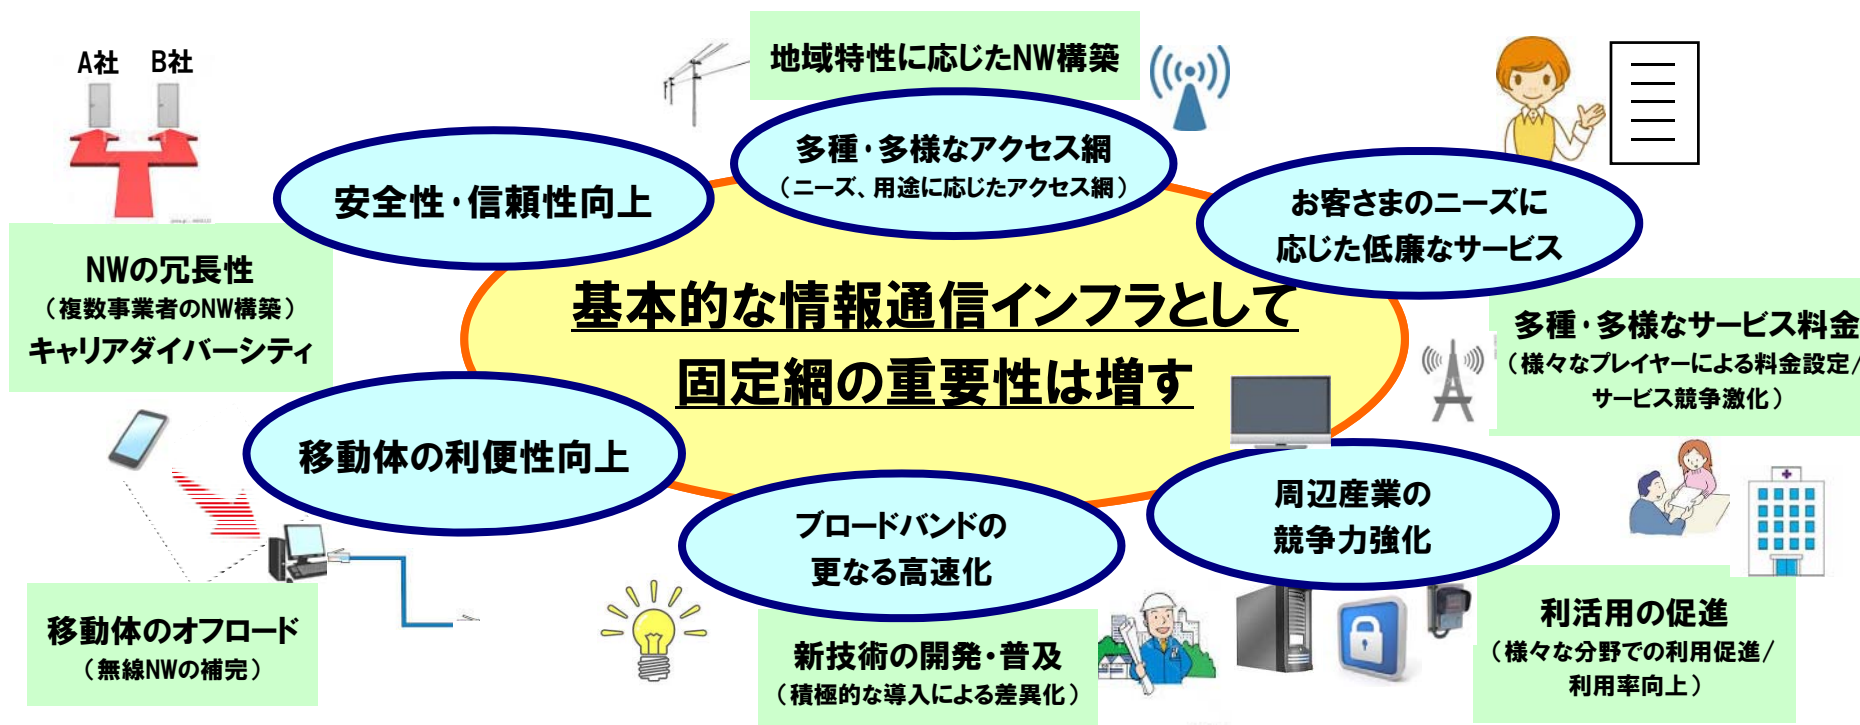 A社 B社
地域特性に応じたNW構築
多種・多様なアクセス網
（ニーズ、用途に応じたアクセス網）
安全性・信頼性向上
お客さまのニーズに
応じた低廉なサービス
NWの冗長性
（複数事業者のNW構築）
キャリアダイバーシティ
基本的な情報通信インフラとして
固定網の重要性は増す
多種・多様なサービス料金
（様々なプレイヤーによる料金設定/
サービス競争激化）
移動体の利便性向上
ブロードバンドの
更なる高速化
周辺産業の
競争力強化
移動体のオフロード
（無線NWの補完）
新技術の開発・普及
（積極的な導入による差異化）
利活用の促進
（様々な分野での利用促進/
利用率向上）